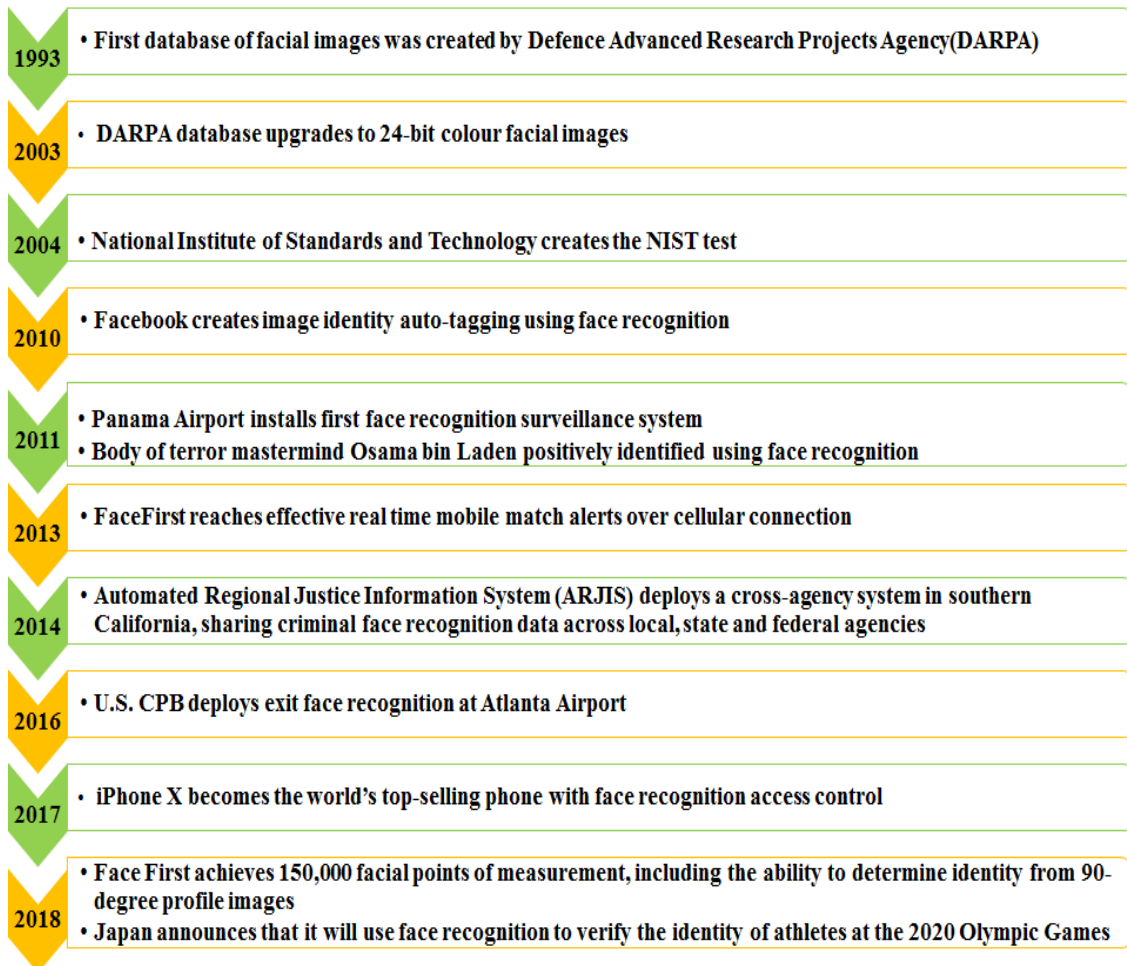 1993
• First database of facial images was created by Defence Advanced Research Projects Agency(DARPA)
2003
• DARPA database upgrades to 24-bit colour facial images
2004
• National Institute of Standards and Technology creates the NIST test
2010
• Facebook creates image identity auto-tagging using face recognition
2011
• Panama Airport installs first face recognition surveillance system
• Body of terror mastermind Osama bin Laden positively identified using face recognition
2013
• FaceFirst reaches effective real time mobile match alerts over cellular connection
2014
• Automated Regional Justice Information System (ARJIS) deploys a cross-agency system in southern
California, sharing criminal face recognition data across local, state and federal agencies
2016
• U.S. CPB deploys exit face recognition at Atlanta Airport
2017
• iPhone X becomes the world's top-selling phone with face recognition access control
2018
• Face First achieves 150,000 facial points of measurement, including the ability to determine identity from 90-
degree profile images
• Japan announces that it will use face recognition to verify the identity of athletes at the 2020 Olympic Games